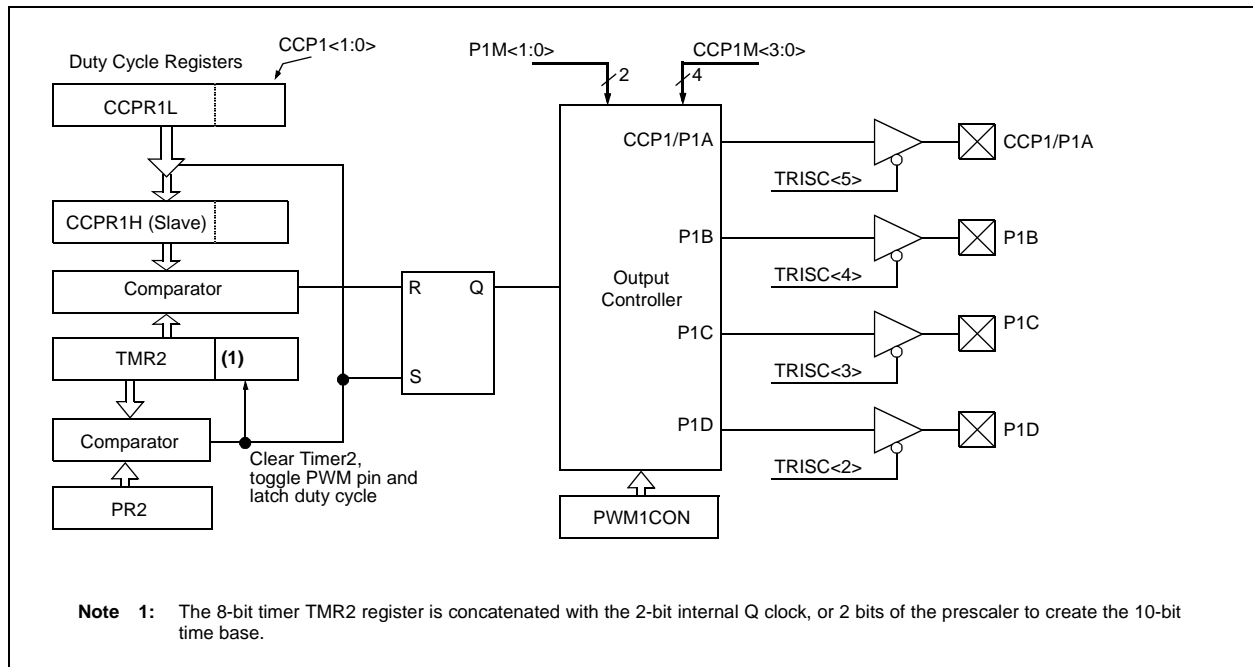 CCP1<1:0>
Duty Cycle Registers
CCPR1L
CCPR1H (Slave)
Comparator
TMR2
(1)
Comparator
PR2
Clear Timer2,
toggle PWM pin and
latch duty cycle
R
Q
S
P1M<1:0>
2
CCP1M<3:0>
4
Output
Controller
CCP1/P1A
P1B
P1C
P1D
PWM1CON
TRISC<5>
CCP1/P1A
TRISC<4>
P1B
TRISC<3>
P1C
TRISC<2>
P1D
Note 1: The 8-bit timer TMR2 register is concatenated with the 2-bit internal Q clock, or 2 bits of the prescaler to create the 10-bit
time base.